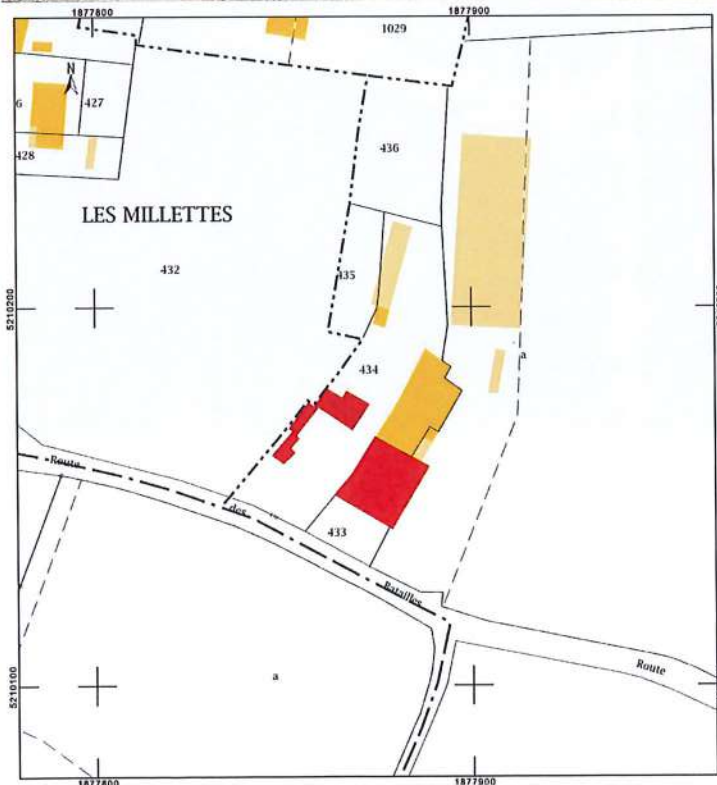 1877800
1877900
1029
N
6
427
428
436
LES MILLETTES
432
435
5210200
a
434
Route
des
433
Batailles
Route
a
5210100
1877800
1877900